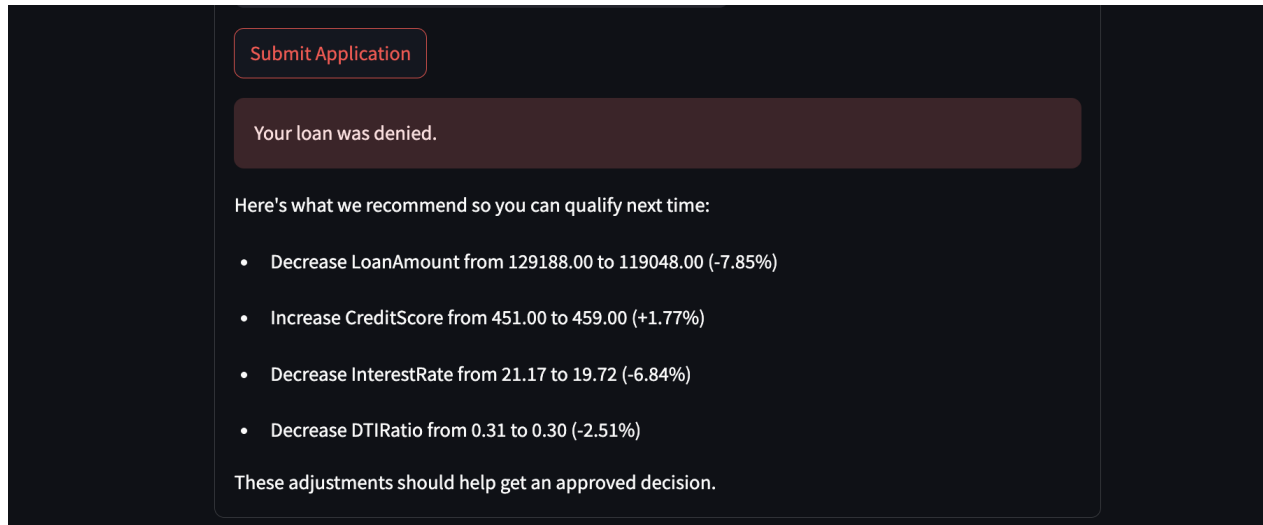 Submit Application
Your loan was denied.
Here's what we recommend so you can qualify next time:
• Decrease LoanAmount from 129188.00 to 119048.00 (-7.85%)
• Increase CreditScore from 451.00 to 459.00 (+1.77%)
• Decrease InterestRate from 21.17 to 19.72 (-6.84%)
• Decrease DTIRatio from 0.31 to 0.30 (-2.51%)
These adjustments should help get an approved decision.